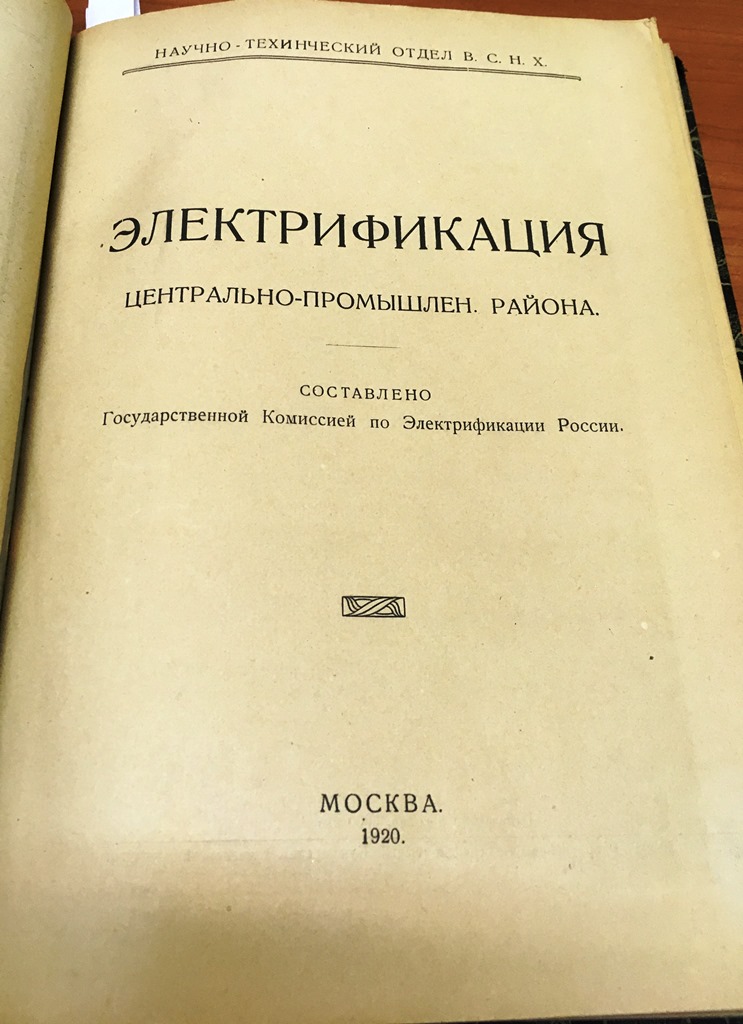 НАУЧНО-ТЕХИНЧЕСКИЙ ОТДЕЛ В. С. Н. Х.
ЭЛЕКТРИФИКАЦИЯ
ЦЕНТРАЛЬНО-ПРОМЫШЛЕН. РАЙОНА.
СОСТАВЛЕНО
Государственной Комиссией по Электрификации России.
МОСКВА.
1920.